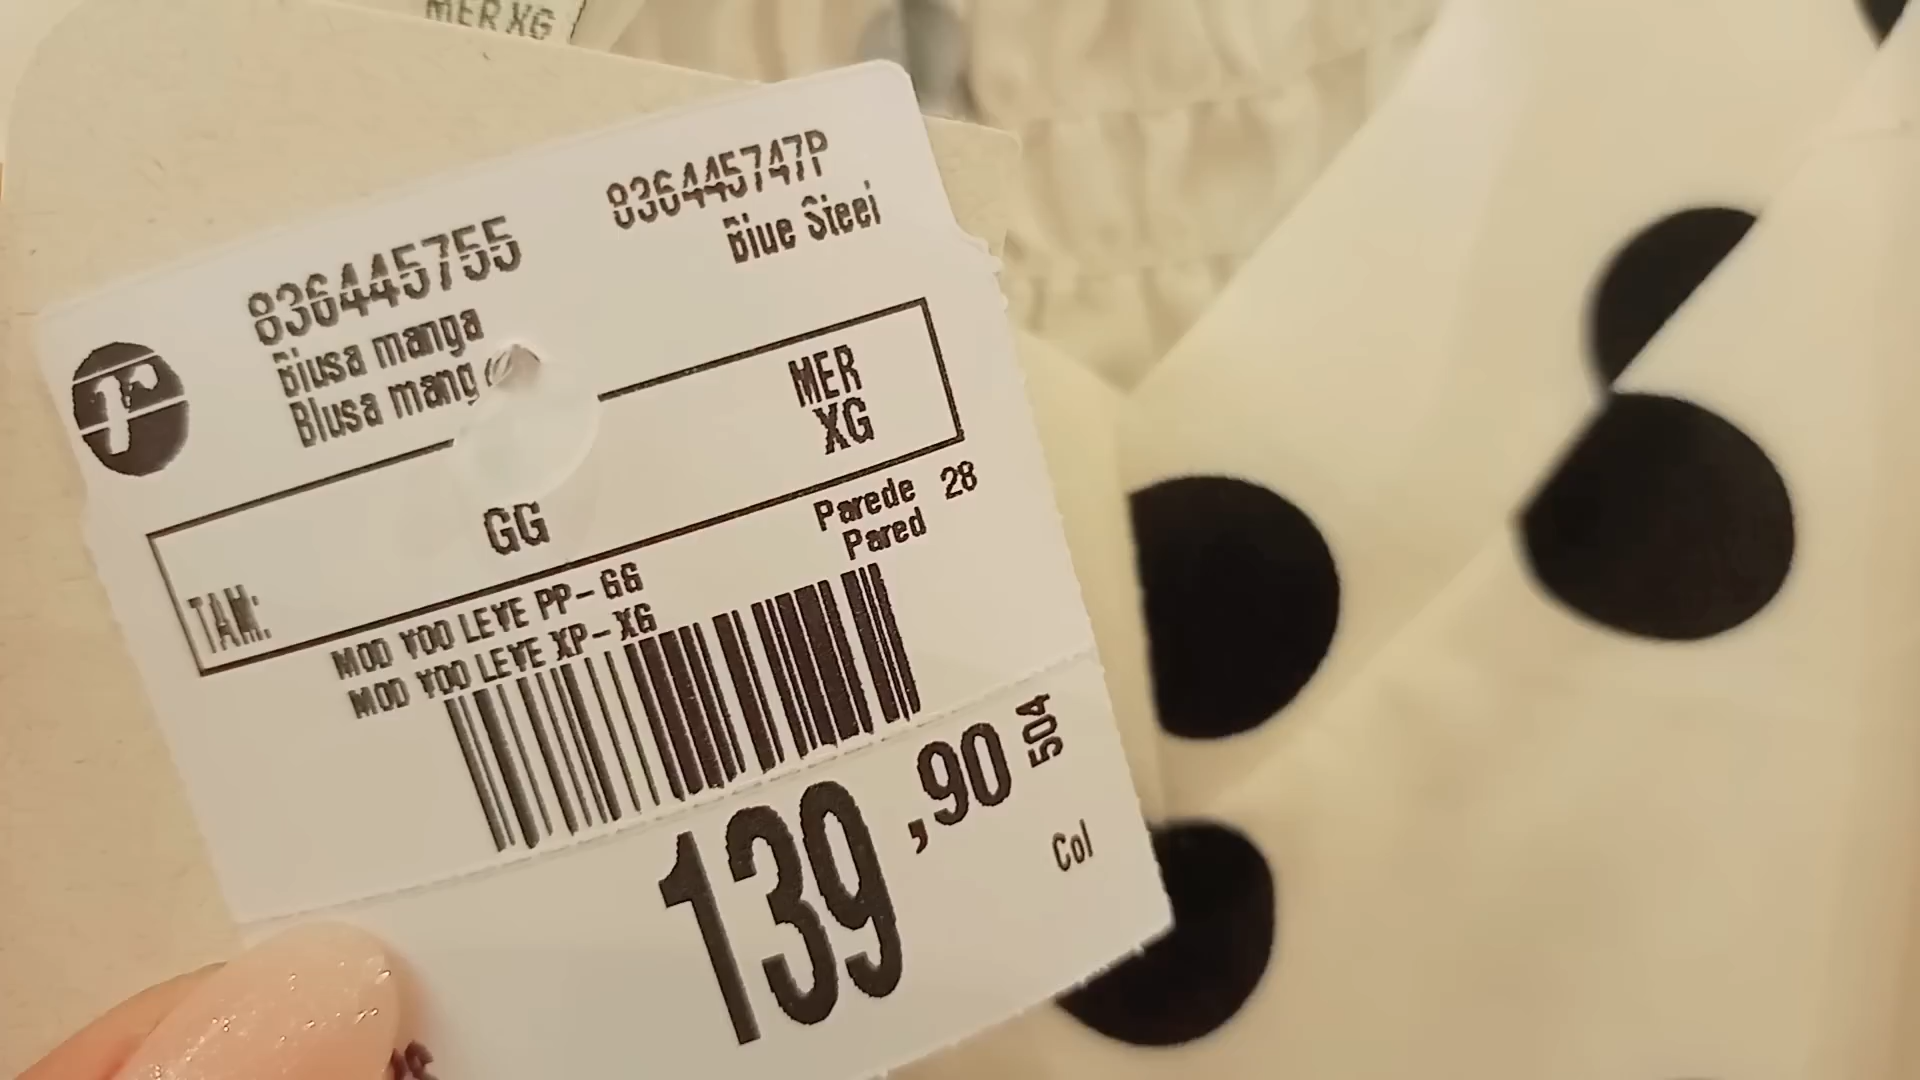 MER XG
836445747P
Blue Steel
836445755
Blusa manga
Blusa mang
MER
XG
GG
TAM:
Parede 28
Pared
MOD VOO LEVE PP-GG
MOD VOO LEVE XP-XG
139,90
504
Col